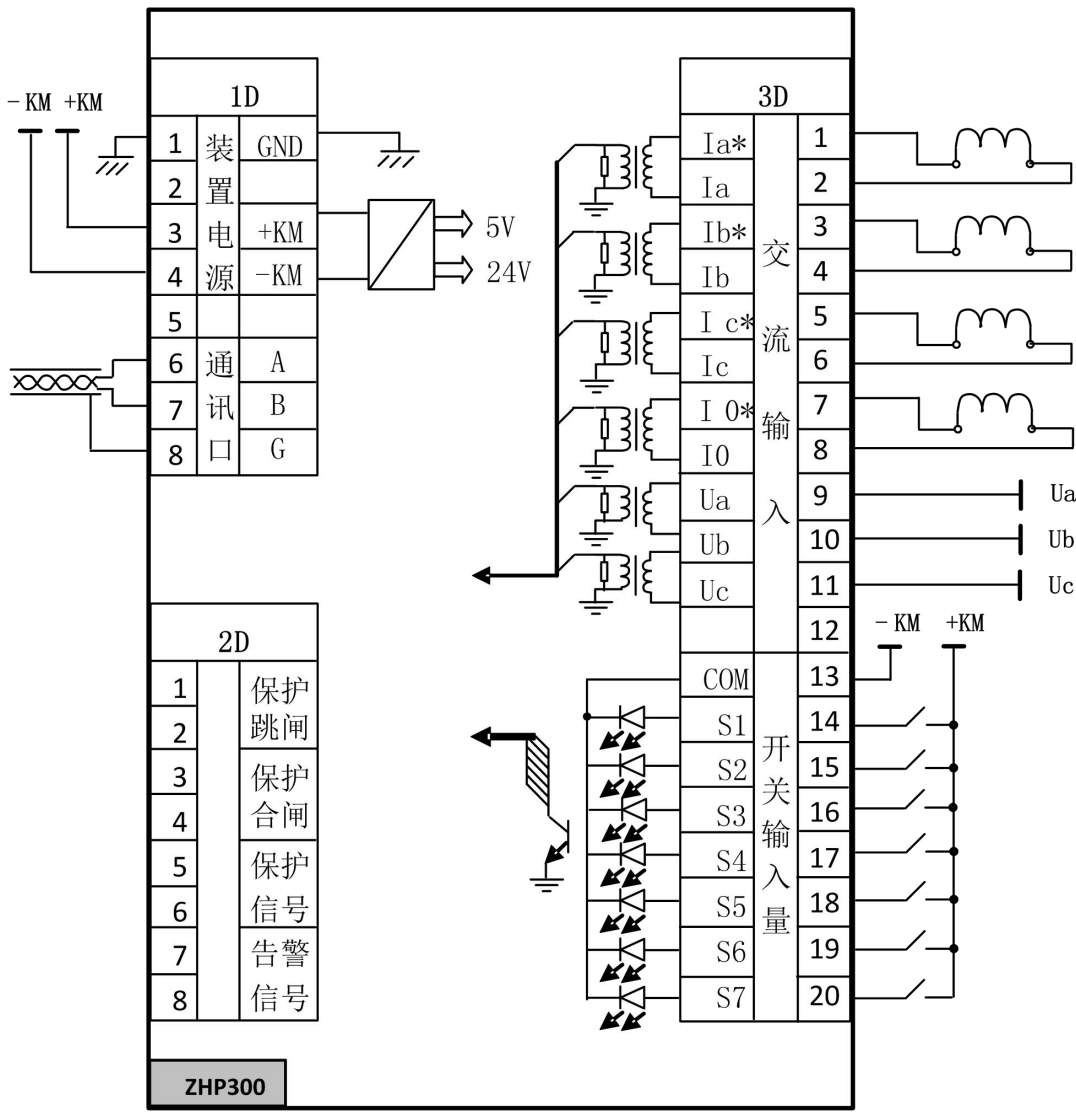 -KM +KM
1D
1 装 GND
2 置
3 电 +KM
4 源 -KM
5
6 通 A
7 讯 B
8 口 G
5V
24V
2D
1 保护
2 跳闸
3 保护
4 合闸
5 保护
6 信号
7 告警
8 信号
ZHP300
3D
交流输入
Ia* 1
Ia 2
Ib* 3
Ib 4
I c* 5
Ic 6
I 0* 7
I0 8
Ua 9 Ua
Ub 10 Ub
Uc 11 Uc
12
-KM +KM
开关输入量
COM 13
S1 14
S2 15
S3 16
S4 17
S5 18
S6 19
S7 20